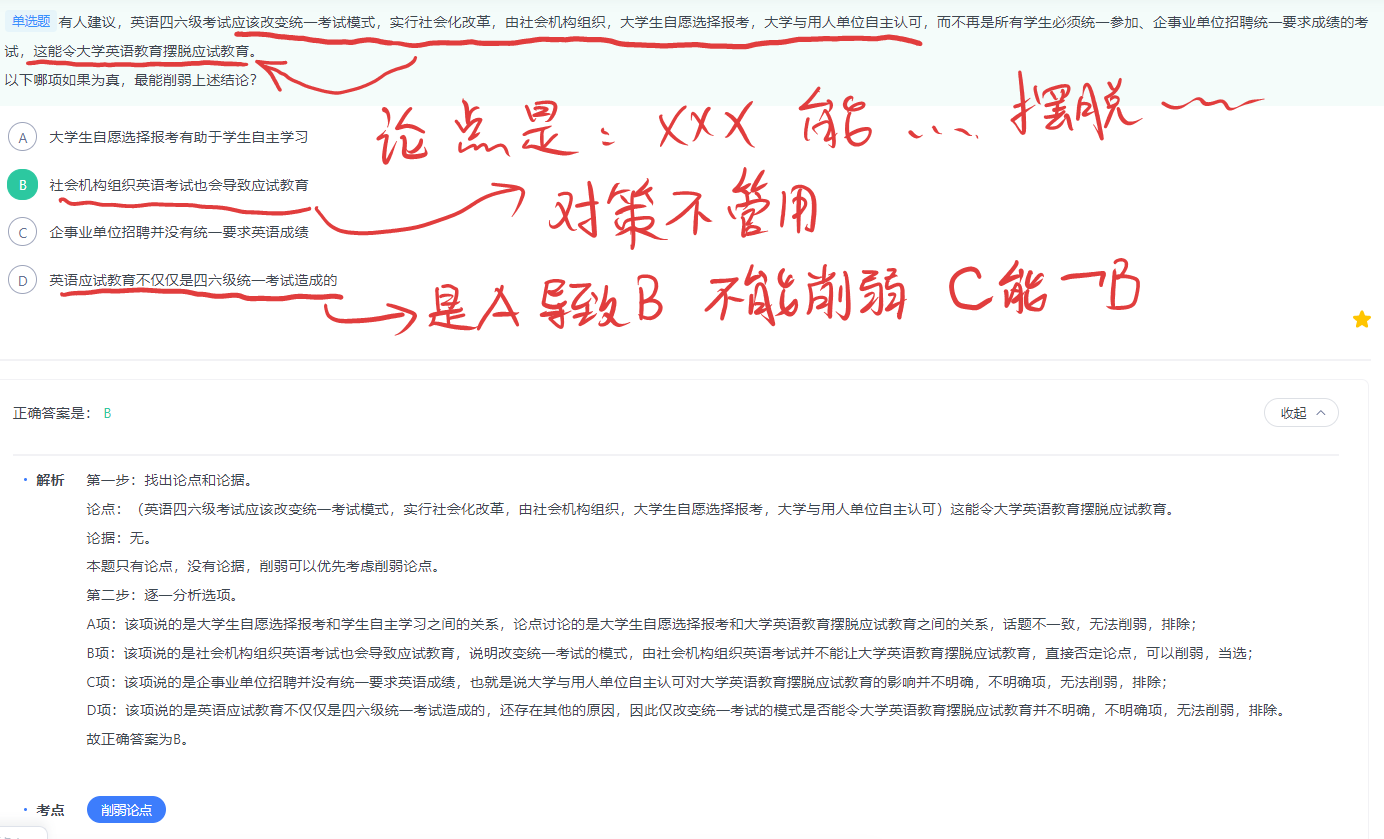 单选题 有人建议，英语四六级考试应该改变统一考试模式，实行社会化改革，由社会机构组织，大学生自愿选择报考，大学与用人单位自主认可，而不再是所有学生必须统一参加、企事业单位招聘统一要求成绩的考
试，这能令大学英语教育摆脱应试教育。
以下哪项如果为真，最能削弱上述结论？
论点是：XXX 能 .... 摆脱 ~~
A 大学生自愿选择报考有助于学生自主学习
B 社会机构组织英语考试也会导致应试教育
对策不管用
C 企事业单位招聘并没有统一要求英语成绩
D 英语应试教育不仅仅是四六级统一考试造成的
是A导致B 不能削弱 C能¬B
正确答案是： B
收起
· 解析 第一步：找出论点和论据。
论点：（英语四六级考试应该改变统一考试模式，实行社会化改革，由社会机构组织，大学生自愿选择报考，大学与用人单位自主认可）这能令大学英语教育摆脱应试教育。
论据：无。
本题只有论点，没有论据，削弱可以优先考虑削弱论点。
第二步：逐一分析选项。
A项：该项说的是大学生自愿选择报考和学生自主学习之间的关系，论点讨论的是大学生自愿选择报考和大学英语教育摆脱应试教育之间的关系，话题不一致，无法削弱，排除；
B项：该项说的是社会机构组织英语考试也会导致应试教育，说明改变统一考试的模式，由社会机构组织英语考试并不能让大学英语教育摆脱应试教育，直接否定论点，可以削弱，当选；
C项：该项说的是企事业单位招聘并没有统一要求英语成绩，也就是说大学与用人单位自主认可对大学英语教育摆脱应试教育的影响并不明确，不明确项，无法削弱，排除；
D项：该项说的是英语应试教育不仅仅是四六级统一考试造成的，还存在其他的原因，因此仅改变统一考试的模式是否能令大学英语教育摆脱应试教育并不明确，不明确项，无法削弱，排除。
故正确答案为B。
· 考点 削弱论点